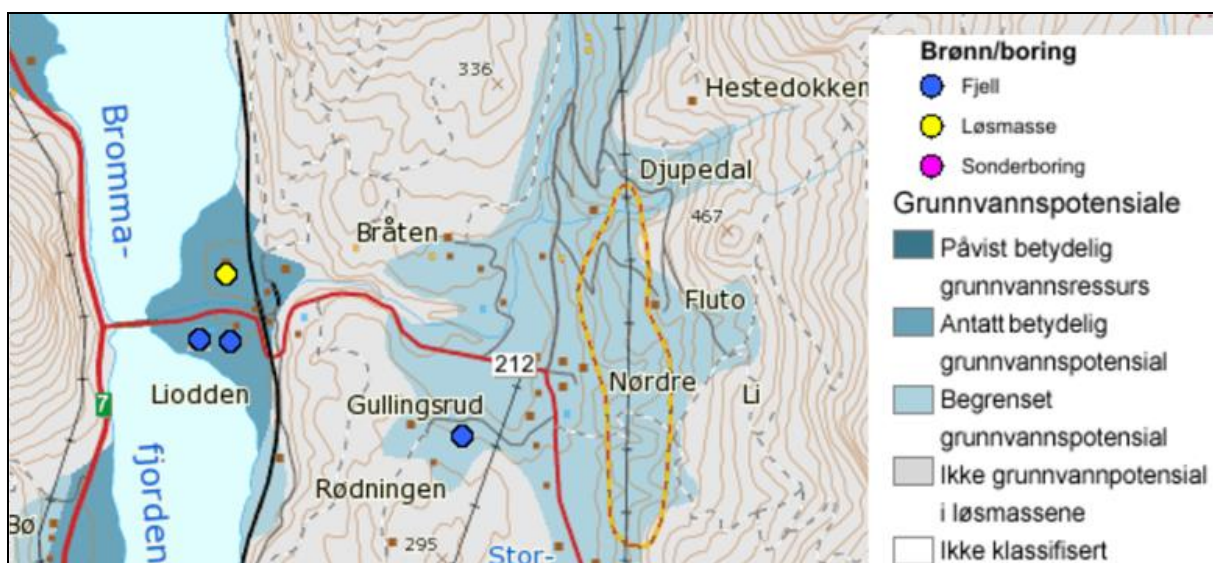 336
Hestedokken
Djupedal
Bromma-
467
Bråten
Fluto
212
Nørdre
Liodden
Li
7
Gullingsrud
fjorden
Rødningen
Bø
295
Stor-
Brønn/boring
Fjell
Løsmasse
Sonderboring
Grunnvannspotensiale
Påvist betydelig
grunnvannsressurs
Antatt betydelig
grunnvannspotensial
Begrenset
grunnvannspotensial
Ikke grunnvannpotensial
i løsmassene
Ikke klassifisert